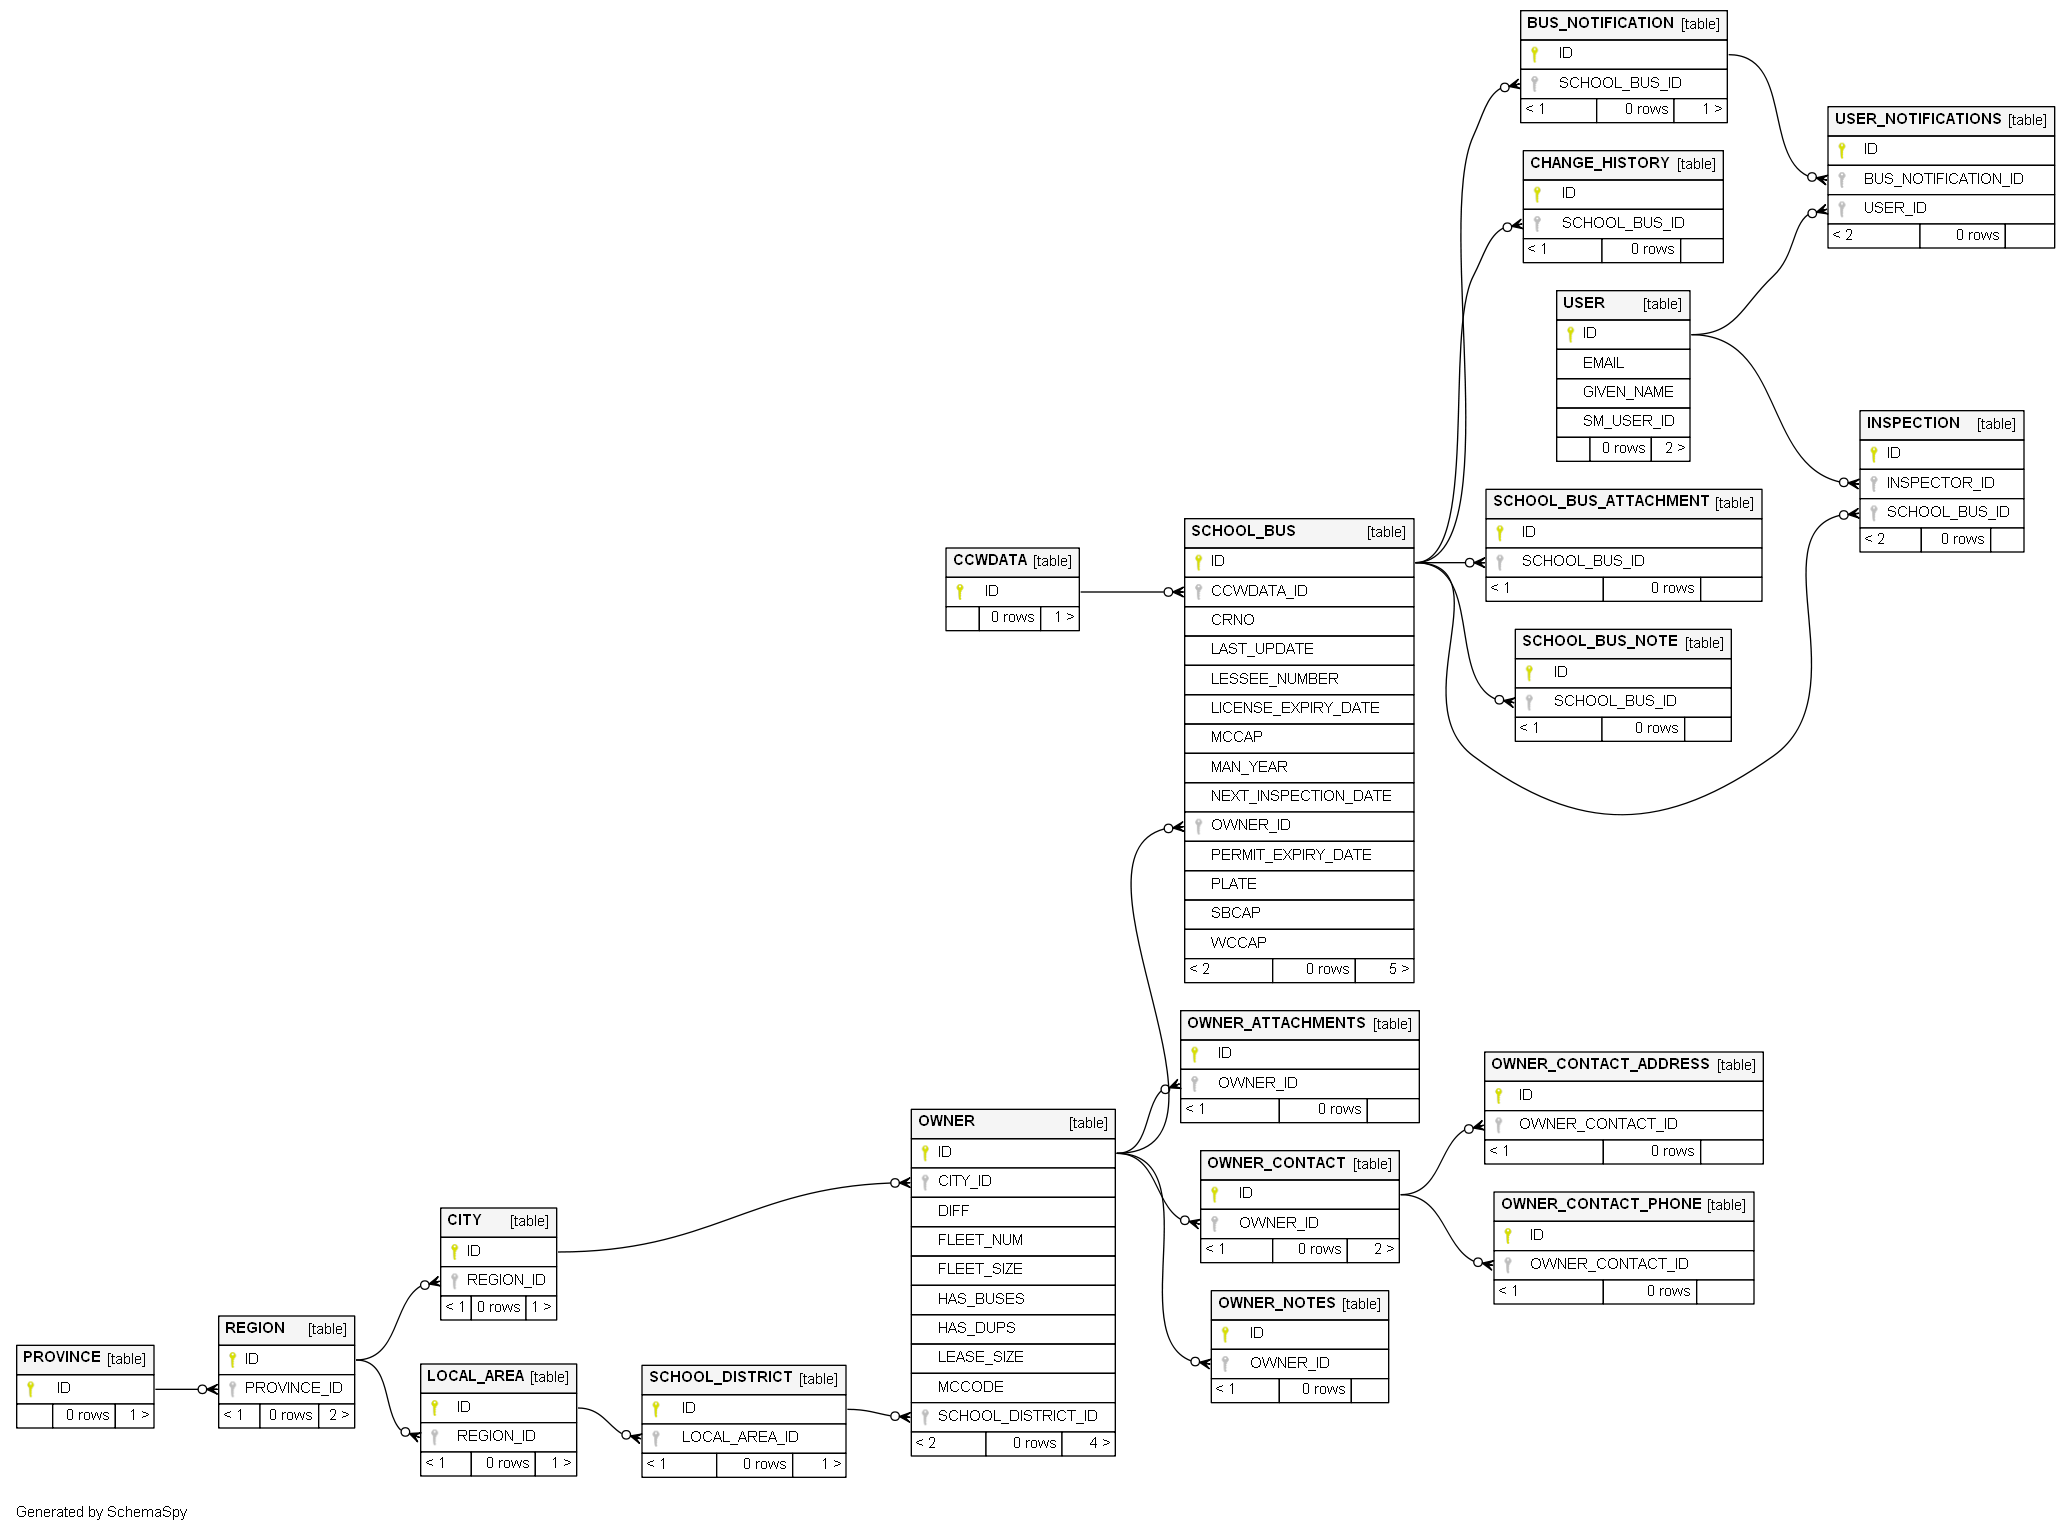 BUS_NOTIFICATION [table]
ID
SCHOOL_BUS_ID
< 1 0 rows 1 >
USER_NOTIFICATIONS [table]
ID
BUS_NOTIFICATION_ID
USER_ID
< 2 0 rows
CHANGE_HISTORY [table]
ID
SCHOOL_BUS_ID
< 1 0 rows
USER [table]
ID
EMAIL
GIVEN_NAME
SM_USER_ID
0 rows 2 >
INSPECTION [table]
ID
INSPECTOR_ID
SCHOOL_BUS_ID
< 2 0 rows
SCHOOL_BUS_ATTACHMENT [table]
ID
SCHOOL_BUS_ID
< 1 0 rows
SCHOOL_BUS [table]
ID
CCWDATA_ID
CRNO
LAST_UPDATE
LESSEE_NUMBER
LICENSE_EXPIRY_DATE
MCCAP
MAN_YEAR
NEXT_INSPECTION_DATE
OWNER_ID
PERMIT_EXPIRY_DATE
PLATE
SBCAP
WCCAP
< 2 0 rows 5 >
CCWDATA [table]
ID
0 rows 1 >
SCHOOL_BUS_NOTE [table]
ID
SCHOOL_BUS_ID
< 1 0 rows
OWNER_ATTACHMENTS [table]
ID
OWNER_ID
< 1 0 rows
OWNER_CONTACT_ADDRESS [table]
ID
OWNER_CONTACT_ID
< 1 0 rows
OWNER [table]
ID
CITY_ID
DIFF
FLEET_NUM
FLEET_SIZE
HAS_BUSES
HAS_DUPS
LEASE_SIZE
MCCODE
SCHOOL_DISTRICT_ID
< 2 0 rows 4 >
OWNER_CONTACT [table]
ID
OWNER_ID
< 1 0 rows 2 >
OWNER_CONTACT_PHONE [table]
ID
OWNER_CONTACT_ID
< 1 0 rows
OWNER_NOTES [table]
ID
OWNER_ID
< 1 0 rows
CITY [table]
ID
REGION_ID
< 1 0 rows 1 >
REGION [table]
ID
PROVINCE_ID
< 1 0 rows 2 >
PROVINCE [table]
ID
0 rows 1 >
LOCAL_AREA [table]
ID
REGION_ID
< 1 0 rows 1 >
SCHOOL_DISTRICT [table]
ID
LOCAL_AREA_ID
< 1 0 rows 1 >
Generated by SchemaSpy